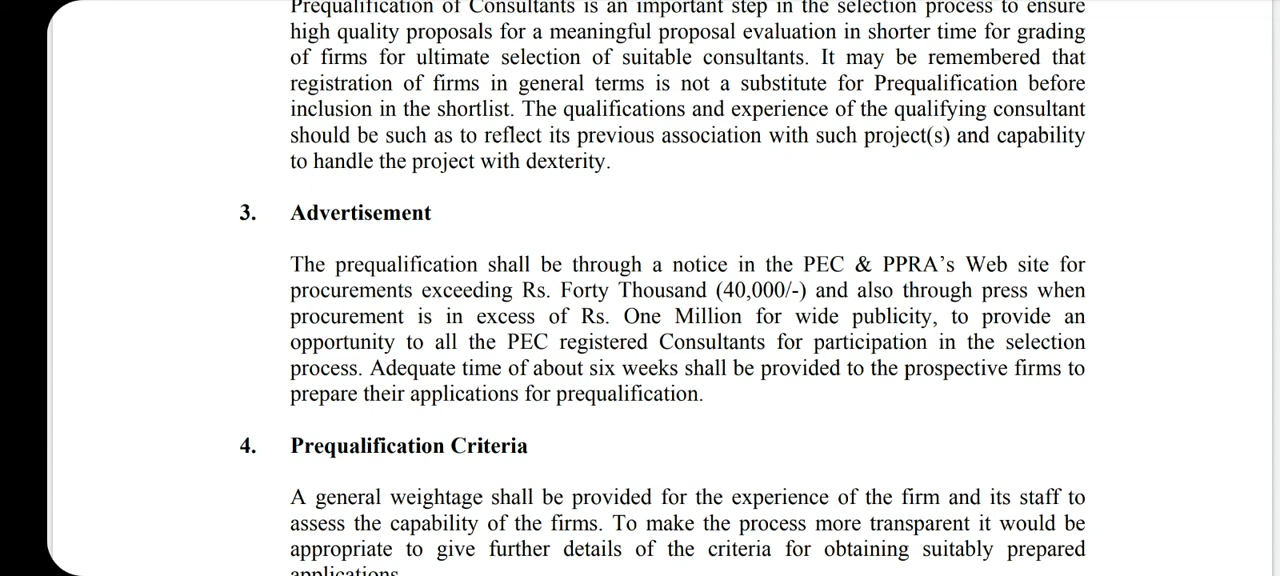 Prequalification of Consultants is an important step in the selection process to ensure
high quality proposals for a meaningful proposal evaluation in shorter time for grading
of firms for ultimate selection of suitable consultants. It may be remembered that
registration of firms in general terms is not a substitute for Prequalification before
inclusion in the shortlist. The qualifications and experience of the qualifying consultant
should be such as to reflect its previous association with such project(s) and capability
to handle the project with dexterity.
3. Advertisement
The prequalification shall be through a notice in the PEC & PPRA’s Web site for
procurements exceeding Rs. Forty Thousand (40,000/-) and also through press when
procurement is in excess of Rs. One Million for wide publicity, to provide an
opportunity to all the PEC registered Consultants for participation in the selection
process. Adequate time of about six weeks shall be provided to the prospective firms to
prepare their applications for prequalification.
4. Prequalification Criteria
A general weightage shall be provided for the experience of the firm and its staff to
assess the capability of the firms. To make the process more transparent it would be
appropriate to give further details of the criteria for obtaining suitably prepared
applications.